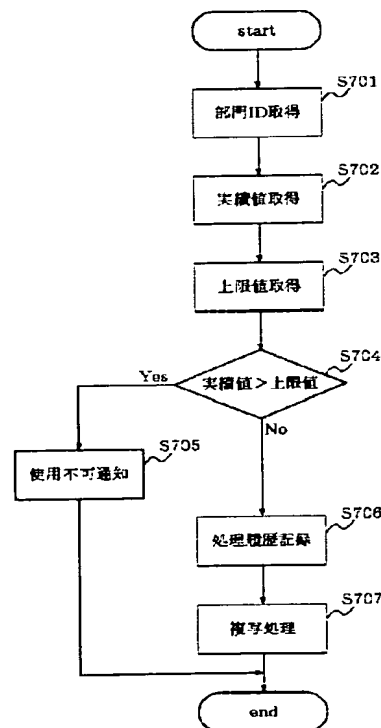 start
S701
部門ID取得
S702
実績値取得
S703
上限値取得
S704
実績値＞上限値
Yes
No
S705
使用不可通知
S706
処理履歴記録
S707
複写処理
end